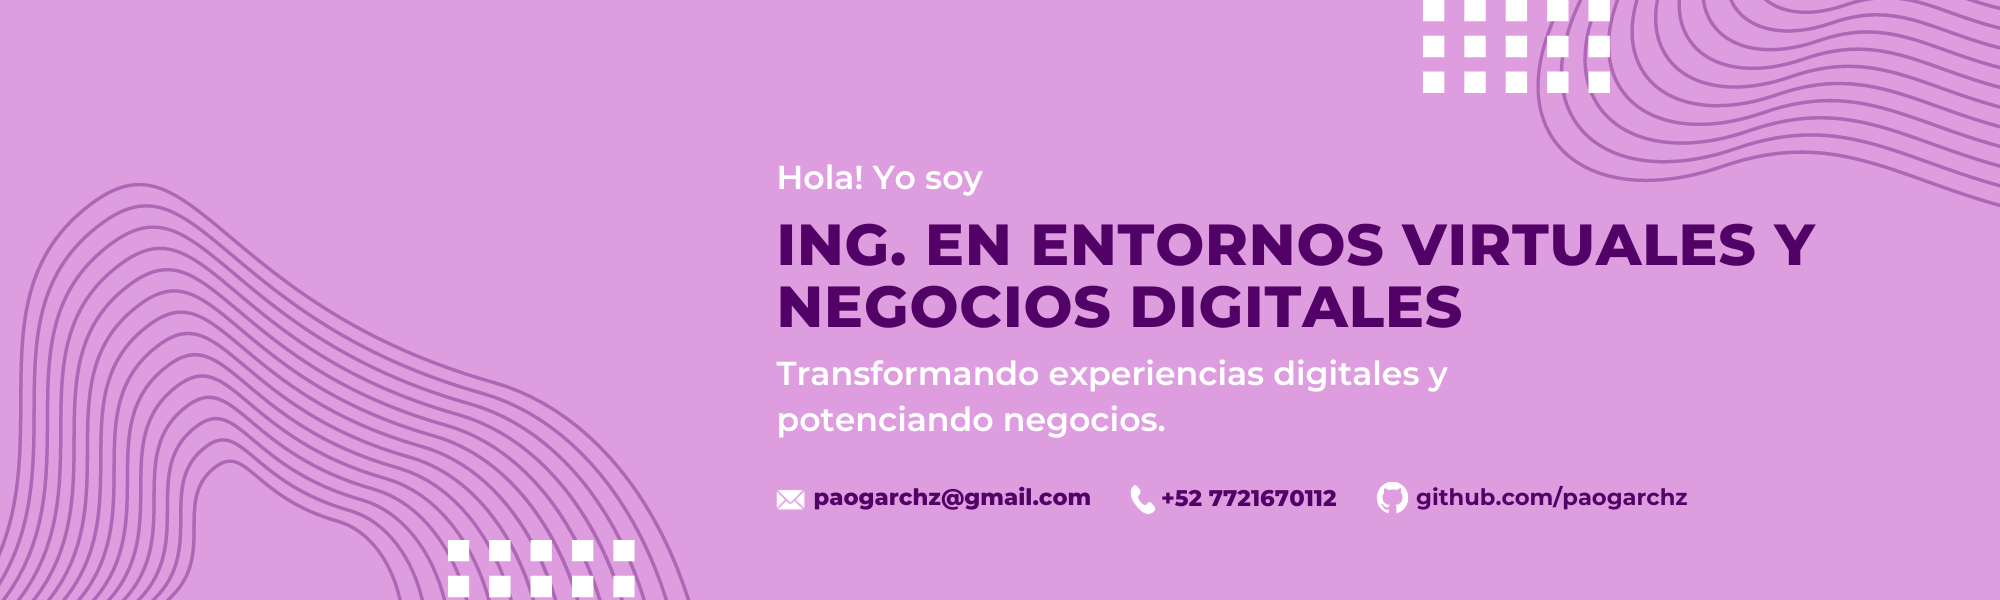 Hola! Yo soy
ING. EN ENTORNOS VIRTUALES Y
NEGOCIOS DIGITALES
Transformando experiencias digitales y
potenciando negocios.
paogarchz@gmail.com +52 7721670112 github.com/paogarchz